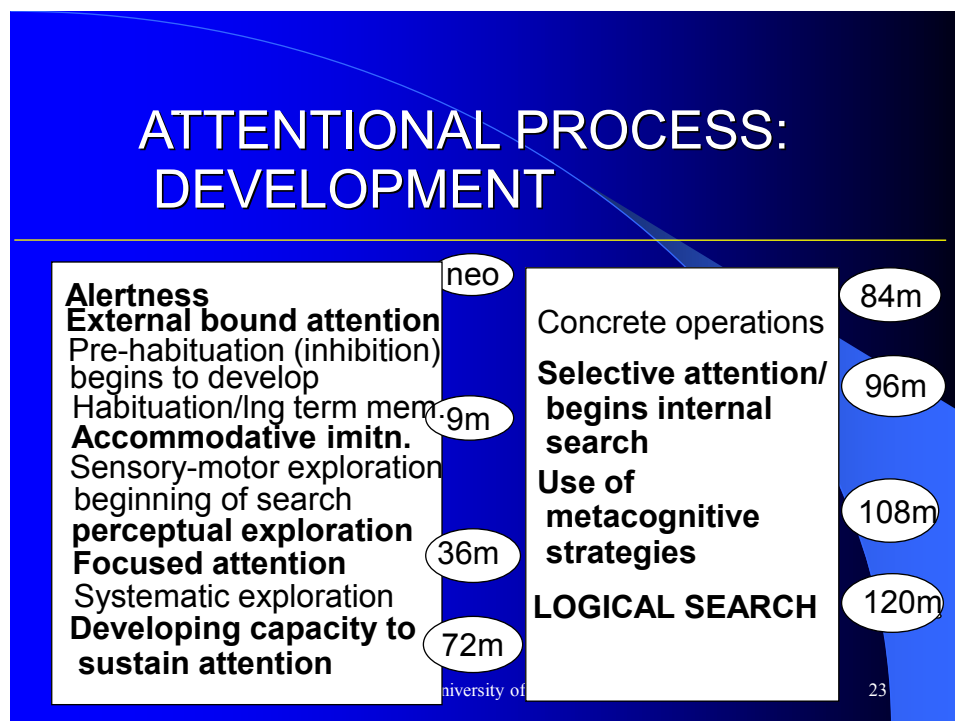 ATTENTIONAL PROCESS:
DEVELOPMENT
neo
Alertness
External bound attention
Pre-habituation (inhibition)
begins to develop
Habituation/lng term mem.
9m
Accommodative imitn.
Sensory-motor exploration
beginning of search
perceptual exploration
Focused attention
36m
Systematic exploration
Developing capacity to
sustain attention
72m
84m
Concrete operations
Selective attention/
begins internal
search
96m
Use of
metacognitive
strategies
108m
LOGICAL SEARCH
120m
of
23